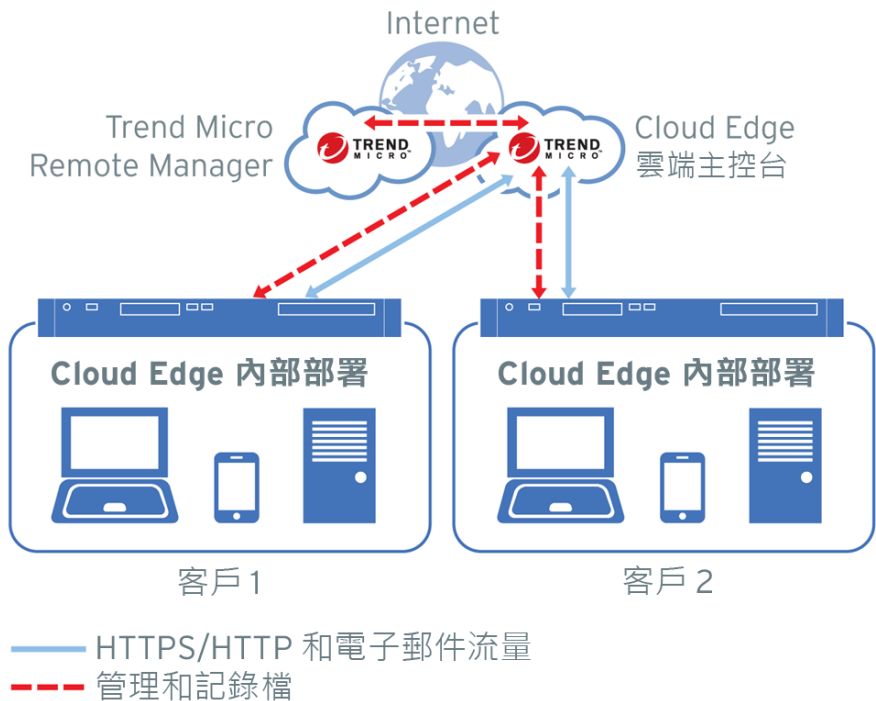 Internet
Trend Micro
Remote Manager
TREND
MICRO™
TREND
MICRO™
Cloud Edge
雲端主控台
Cloud Edge 內部部署
Cloud Edge 內部部署
客戶 1
客戶 2
HTTPS/HTTP 和電子郵件流量
管理和記錄檔